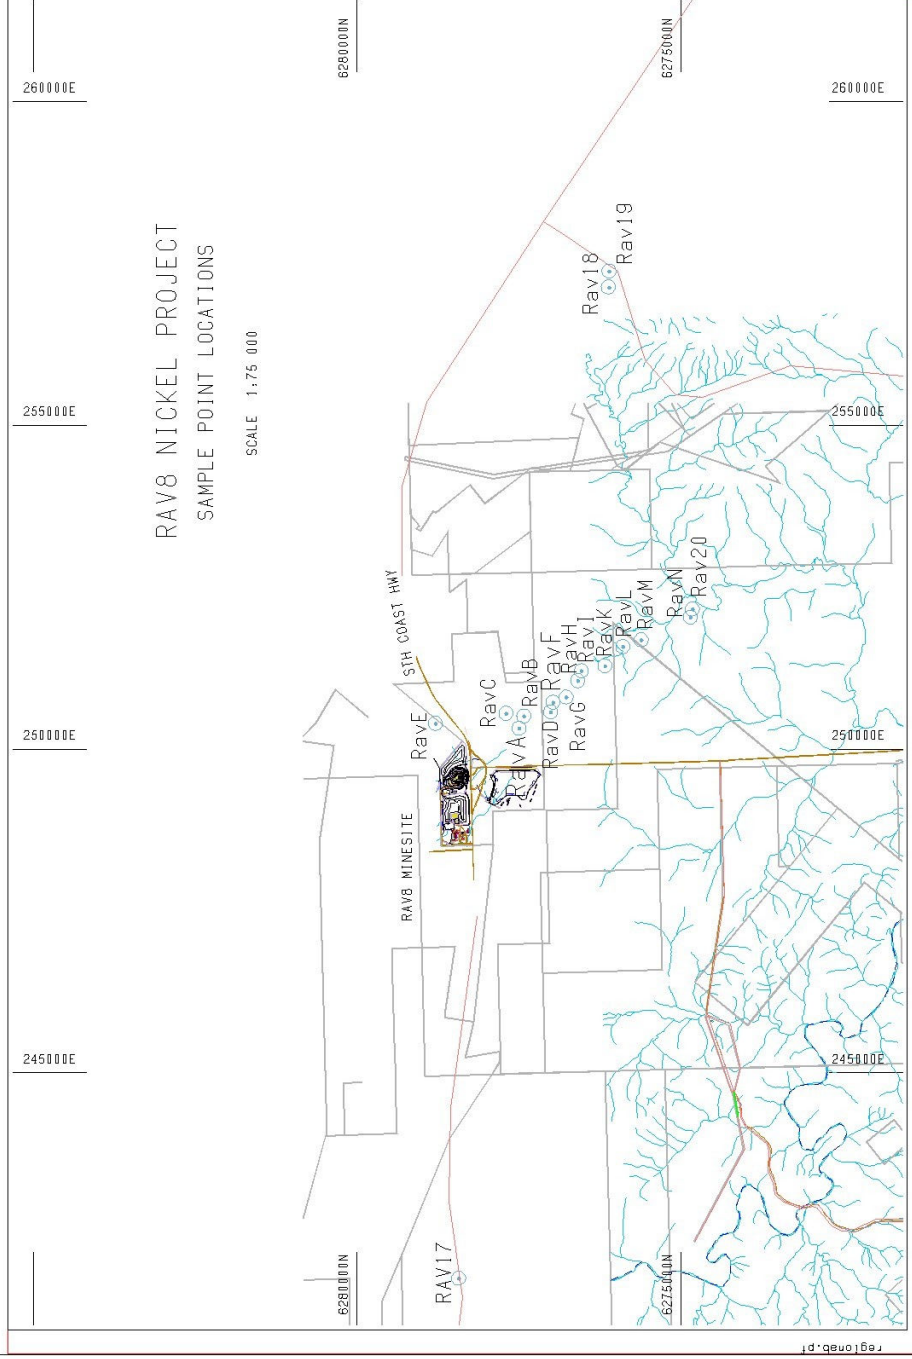 RAV8 NICKEL PROJECT
SAMPLE POINT LOCATIONS
SCALE 1:75 000
6280000N
6275000N
260000E
260000E
255000E
255000E
250000E
250000E
245000E
245000E
6280000N
6275000N
STH COAST HWY
RAV8 MINESITE
RAV17
RavE
RavC
RavA
RavB
RavD
RavF
RavG
RavH
RavJ
RavK
RavL
RavM
RavN
Rav20
Rav18
Rav19
regionab.pf